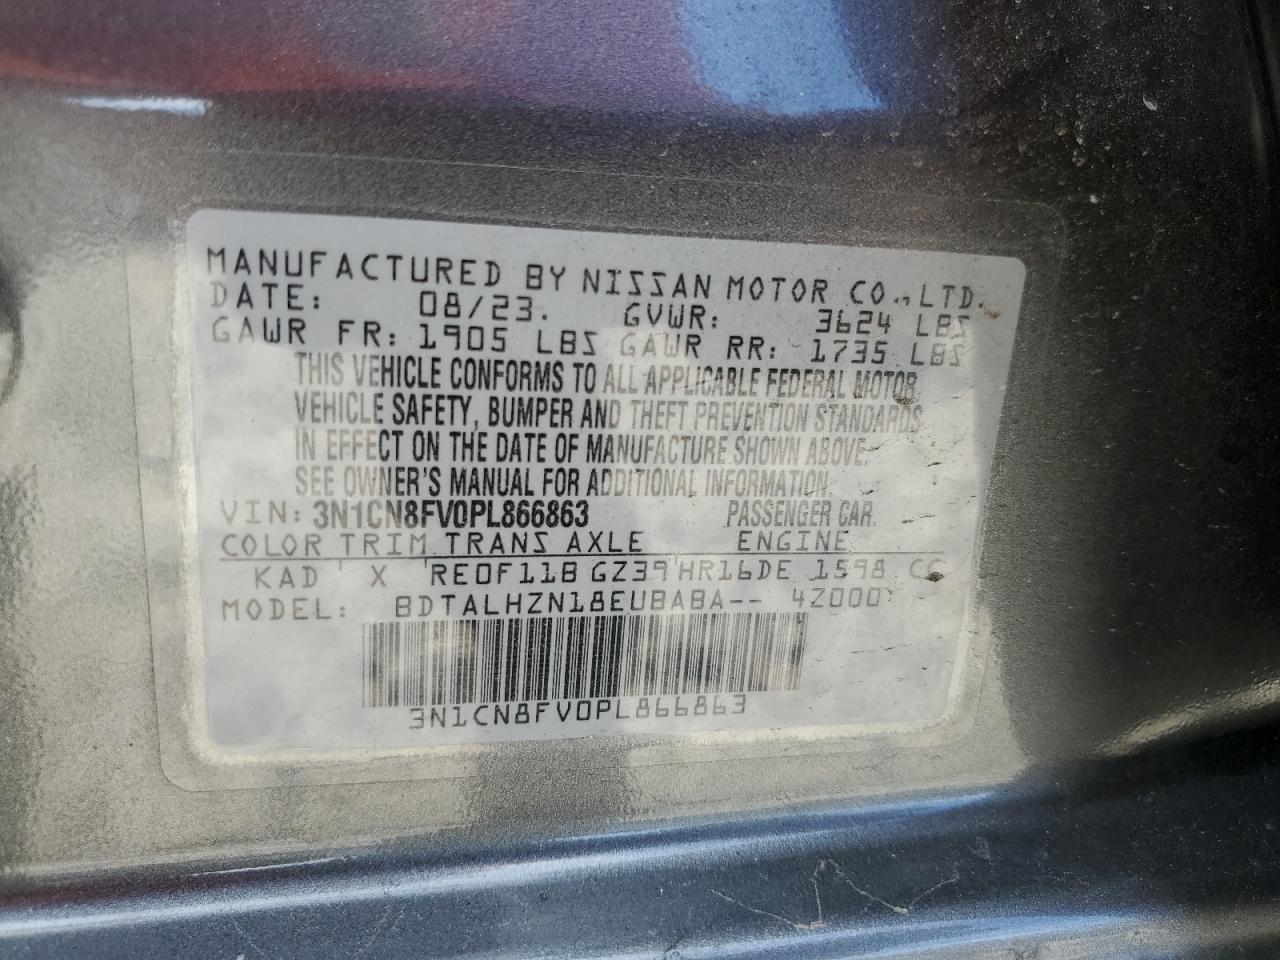 MANUFACTURED BY NISSAN MOTOR CO.,LTD.
DATE: 08/23. GVWR: 3624 LBS
GAWR FR: 1905 LBS GAWR RR: 1735 LBS
THIS VEHICLE CONFORMS TO ALL APPLICABLE FEDERAL MOTOR
VEHICLE SAFETY, BUMPER AND THEFT PREVENTION STANDARDS
IN EFFECT ON THE DATE OF MANUFACTURE SHOWN ABOVE.
SEE OWNER'S MANUAL FOR ADDITIONAL INFORMATION.
VIN: 3N1CN8FV0PL866863 PASSENGER CAR.
COLOR TRIM TRANS AXLE ENGINE
KAD X RE0F11B GZ39 HR16DE 1598 CC
MODEL: BDTALHZN18EUBABA-- 4Z000
3N1CN8FV0PL866863